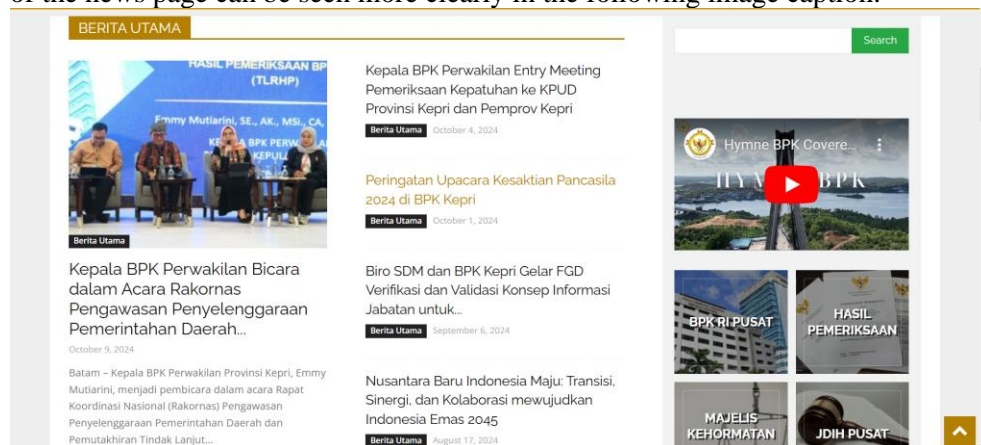 of the news page can be seen more clearly in the following image caption.
BERITA UTAMA
HASIL PEMERIKSAAN BP
(TLRHP)
Emmy Mutiarini, SE., AK., MSi., CA,
Berita Utama
Kepala BPK Perwakilan Bicara
dalam Acara Rakornas
Pengawasan Penyelenggaraan
Pemerintahan Daerah...
October 9, 2024
Batam – Kepala BPK Perwakilan Provinsi Kepri, Emmy
Mutiarini, menjadi pembicara dalam acara Rapat
Koordinasi Nasional (Rakornas) Pengawasan
Penyelenggaraan Pemerintahan Daerah dan
Pemutakhiran Tindak Lanjut...
Kepala BPK Perwakilan Entry Meeting
Pemeriksaan Kepatuhan ke KPUD
Provinsi Kepri dan Pemprov Kepri
Berita Utama October 4, 2024
Peringatan Upacara Kesaktian Pancasila
2024 di BPK Kepri
Berita Utama October 1, 2024
Biro SDM dan BPK Kepri Gelar FGD
Verifikasi dan Validasi Konsep Informasi
Jabatan untuk...
Berita Utama September 6, 2024
Nusantara Baru Indonesia Maju: Transisi,
Sinergi, dan Kolaborasi mewujudkan
Indonesia Emas 2045
Berita Utama August 17, 2024
Search
Hymne BPK Covere...
BPK
BPK RI PUSAT
HASIL
PEMERIKSAAN
MAJELIS
KEHORMATAN
JDIH PUSAT